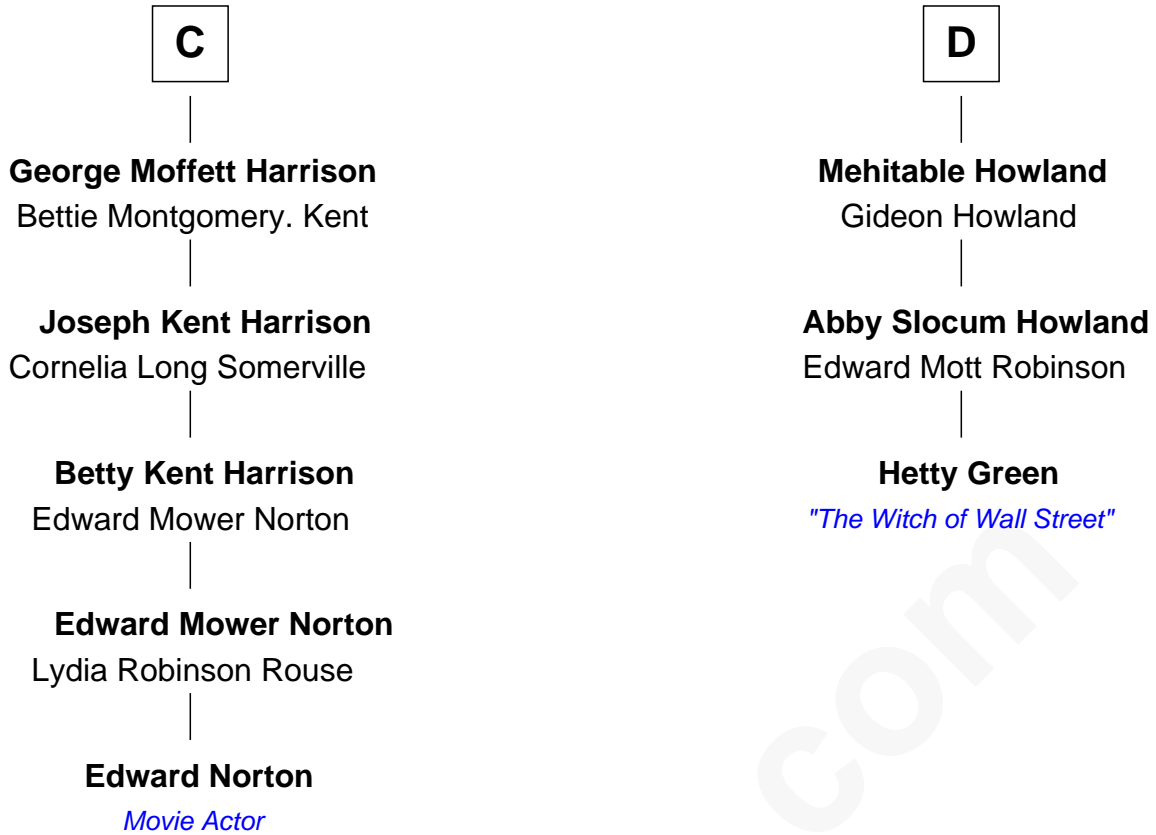 C
George Moffett Harrison
Bettie Montgomery. Kent
Joseph Kent Harrison
Cornelia Long Somerville
Betty Kent Harrison
Edward Mower Norton
Edward Mower Norton
Lydia Robinson Rouse
Edward Norton
Movie Actor
D
Mehitable Howland
Gideon Howland
Abby Slocum Howland
Edward Mott Robinson
Hetty Green
"The Witch of Wall Street"
com